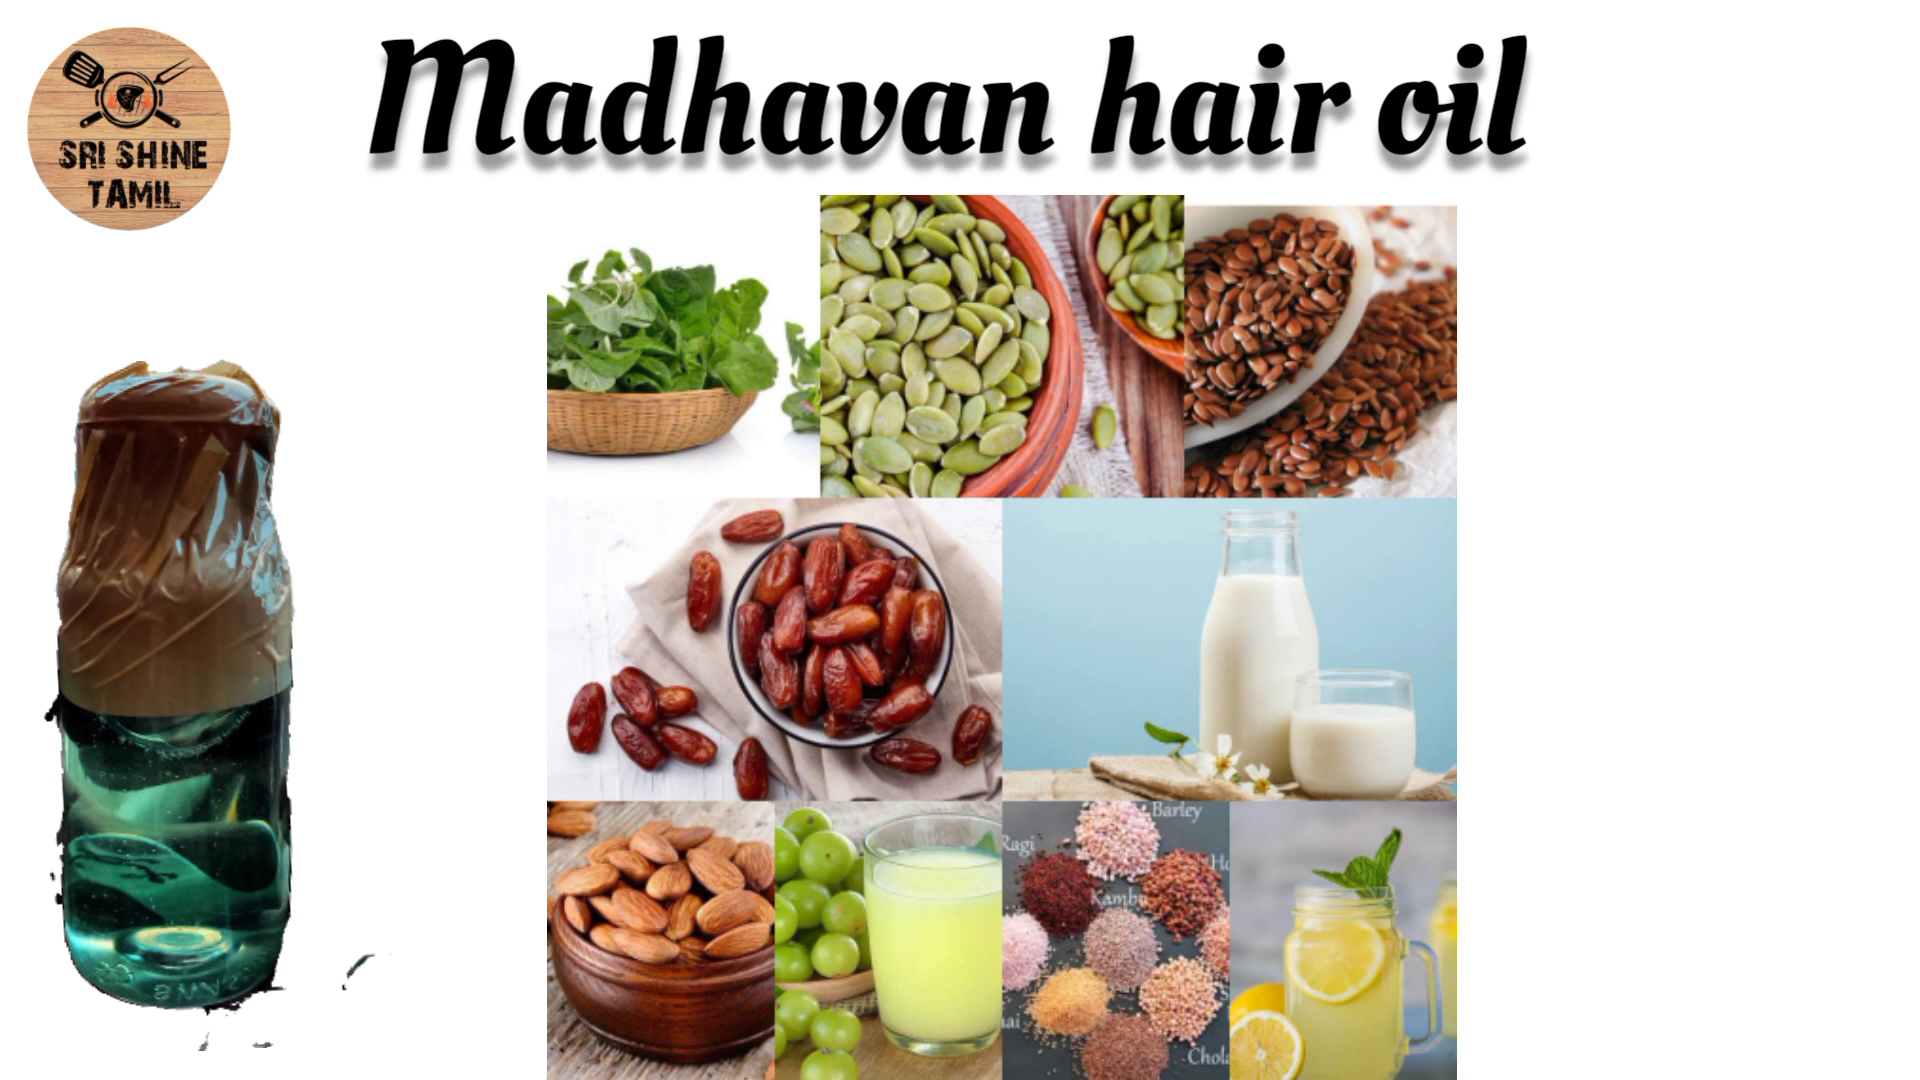 SRI SHINE
TAMIL
Madhavan hair oil
Barley
Ragi
Kambu